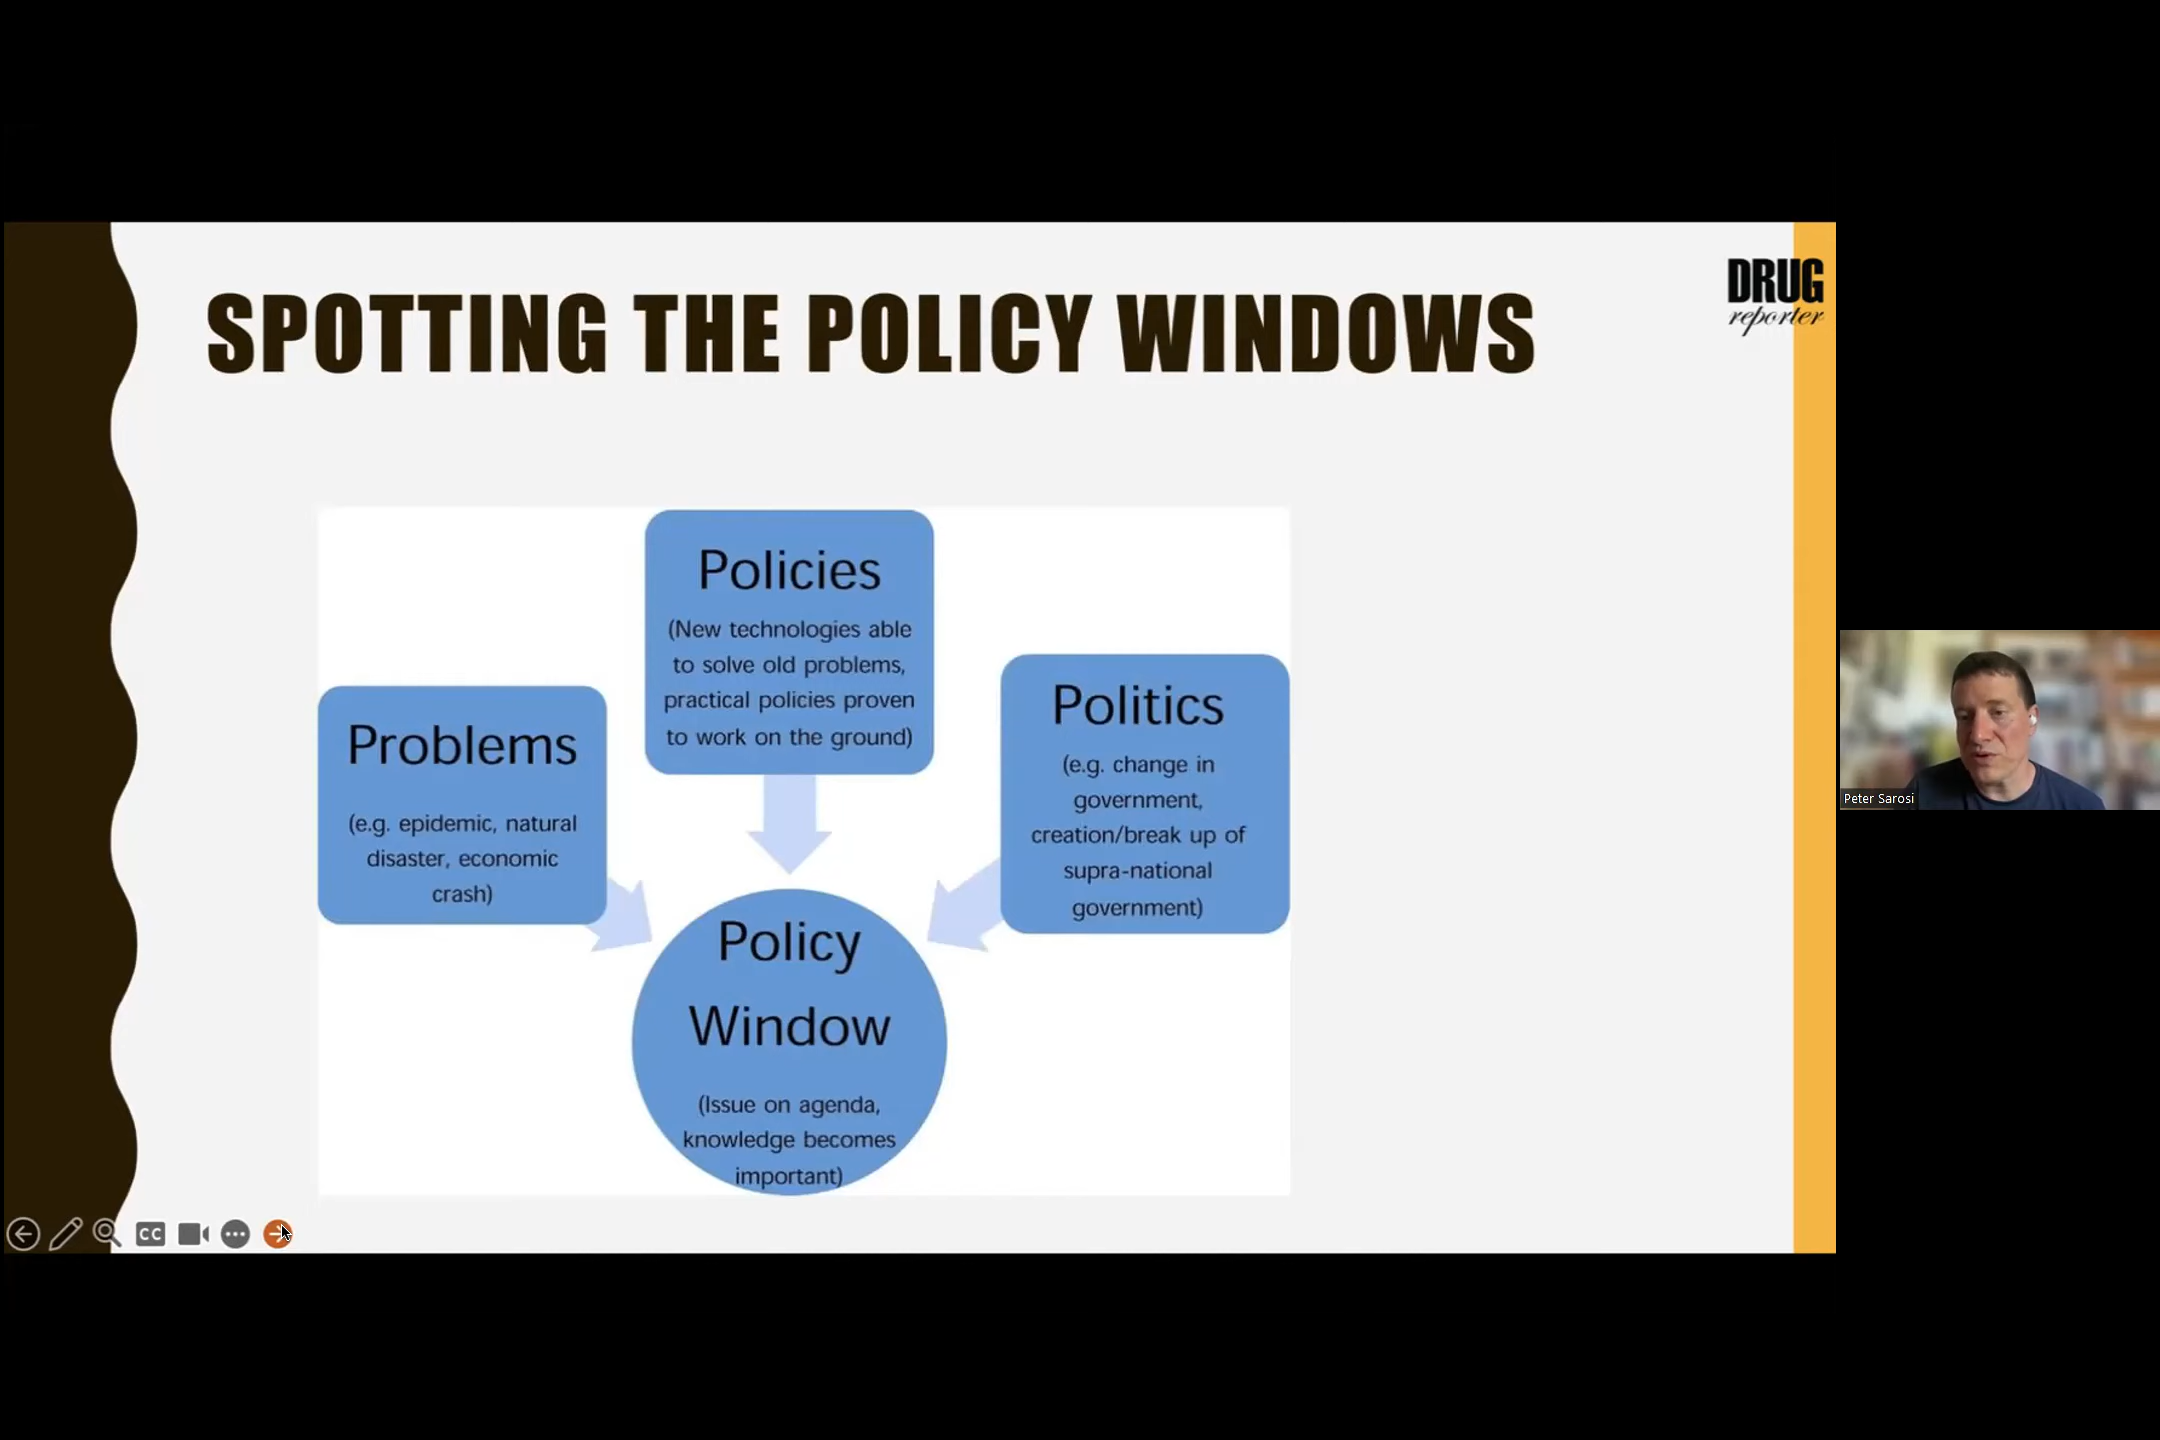 SPOTTING THE POLICY WINDOWS
DRUG
reporter
Policies
(New technologies able
to solve old problems,
practical policies proven
to work on the ground)
Problems
(e.g. epidemic, natural
disaster, economic
crash)
Politics
(e.g. change in
government,
creation/break up of
supra-national
government)
Policy
Window
(Issue on agenda,
knowledge becomes
important)
CC
Peter Sarosi